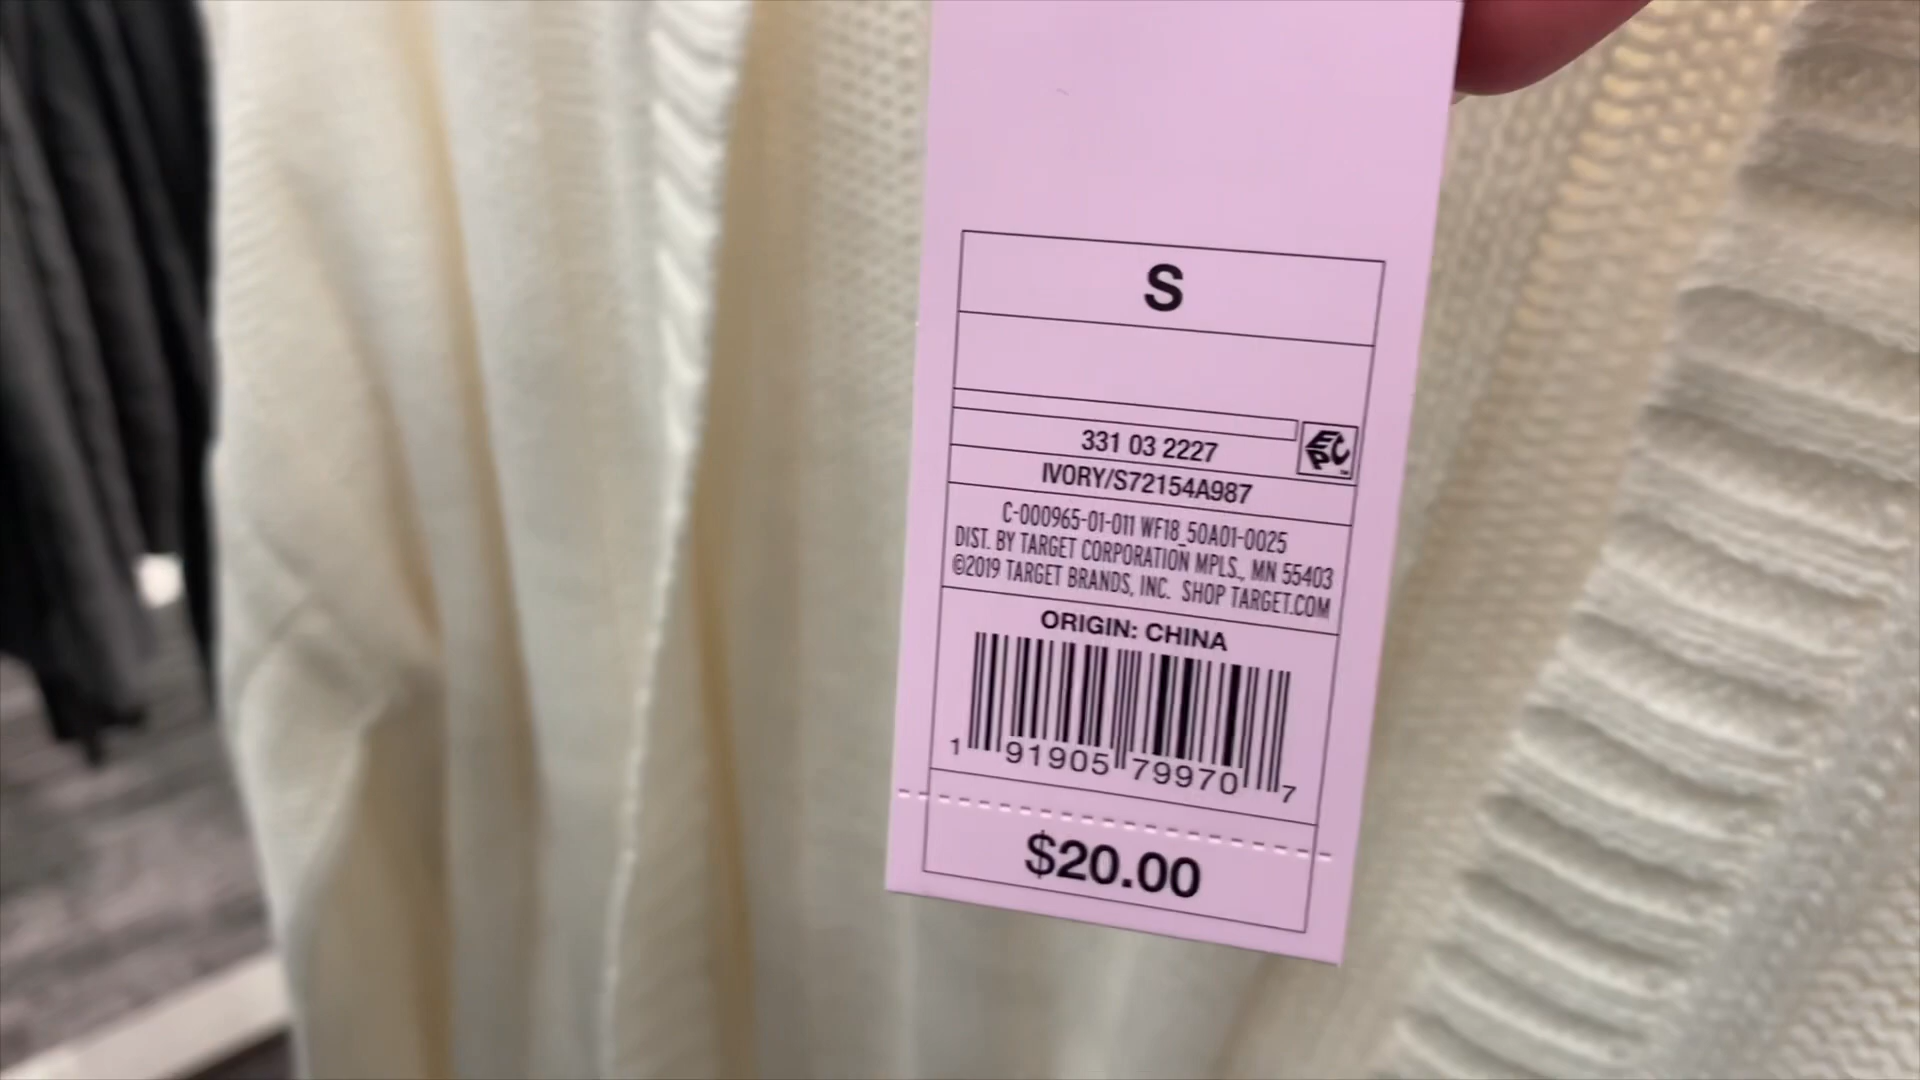 S
331 03 2227
EPC
IVORY/S72154A987
C-000965-01-011 WF18_50A01-0025
DIST. BY TARGET CORPORATION MPLS., MN 55403
©2019 TARGET BRANDS, INC. SHOP TARGET.COM
ORIGIN: CHINA
1 91905 79970 7
$20.00